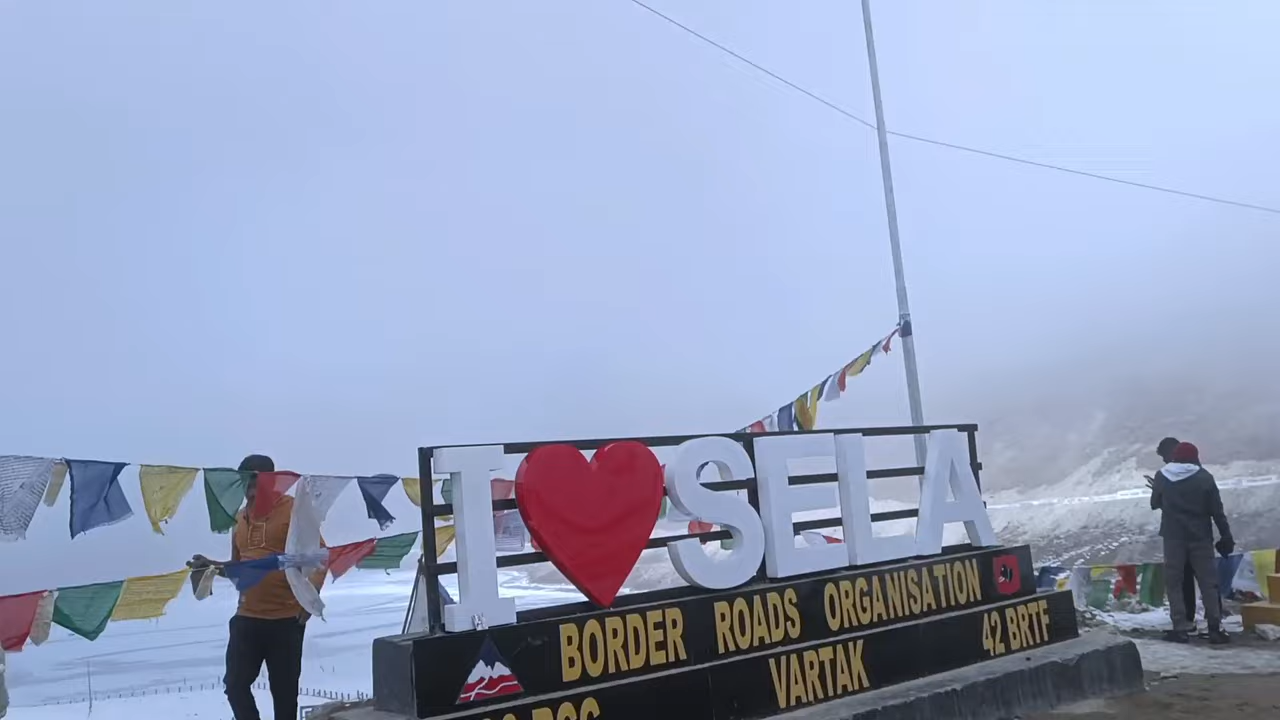 I ❤ SELA
BORDER ROADS ORGANISATION
VARTAK 42 BRTF